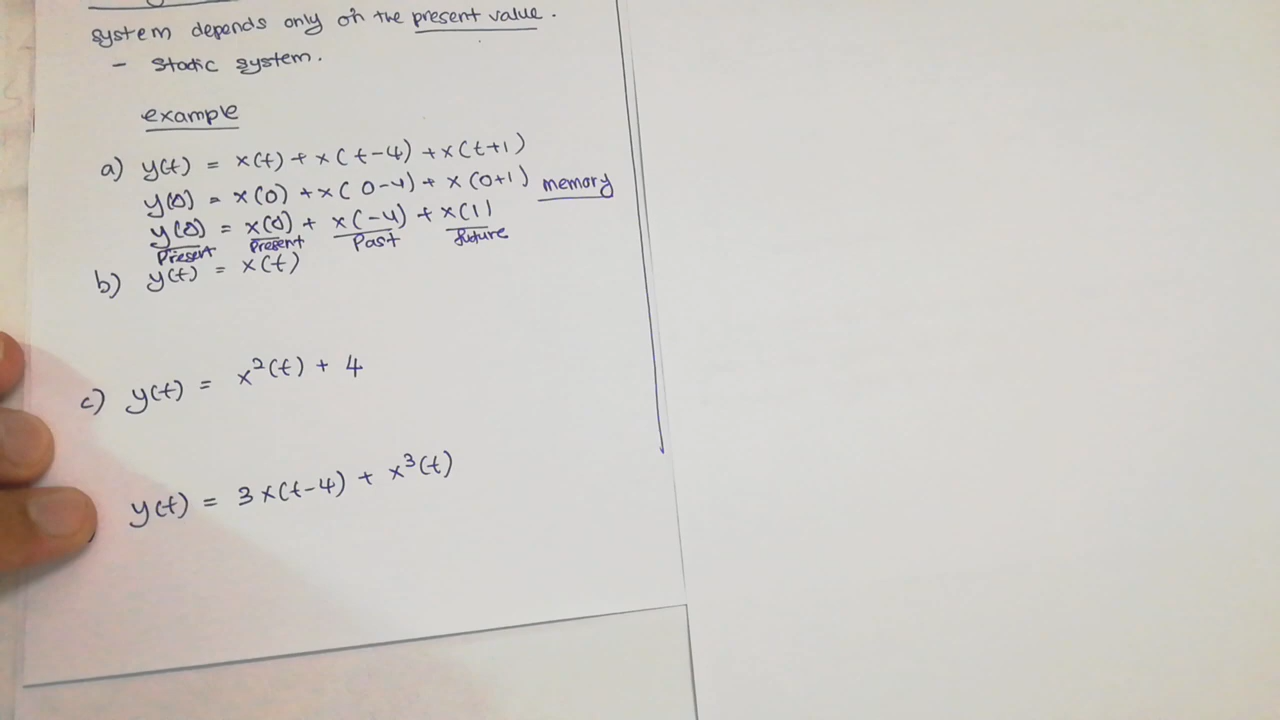 system depends only on the present value.
- Static system.
example
a) y(t) = x(t) + x(t-4) + x(t+1)
y(0) = x(0) + x(0-4) + x(0+1) memory
y(0) = x(0) + x(-4) + x(1)
Present Present Past future
b) y(t) = x(t)
c) y(t) = x²(t) + 4
y(t) = 3x(t-4) + x³(t)